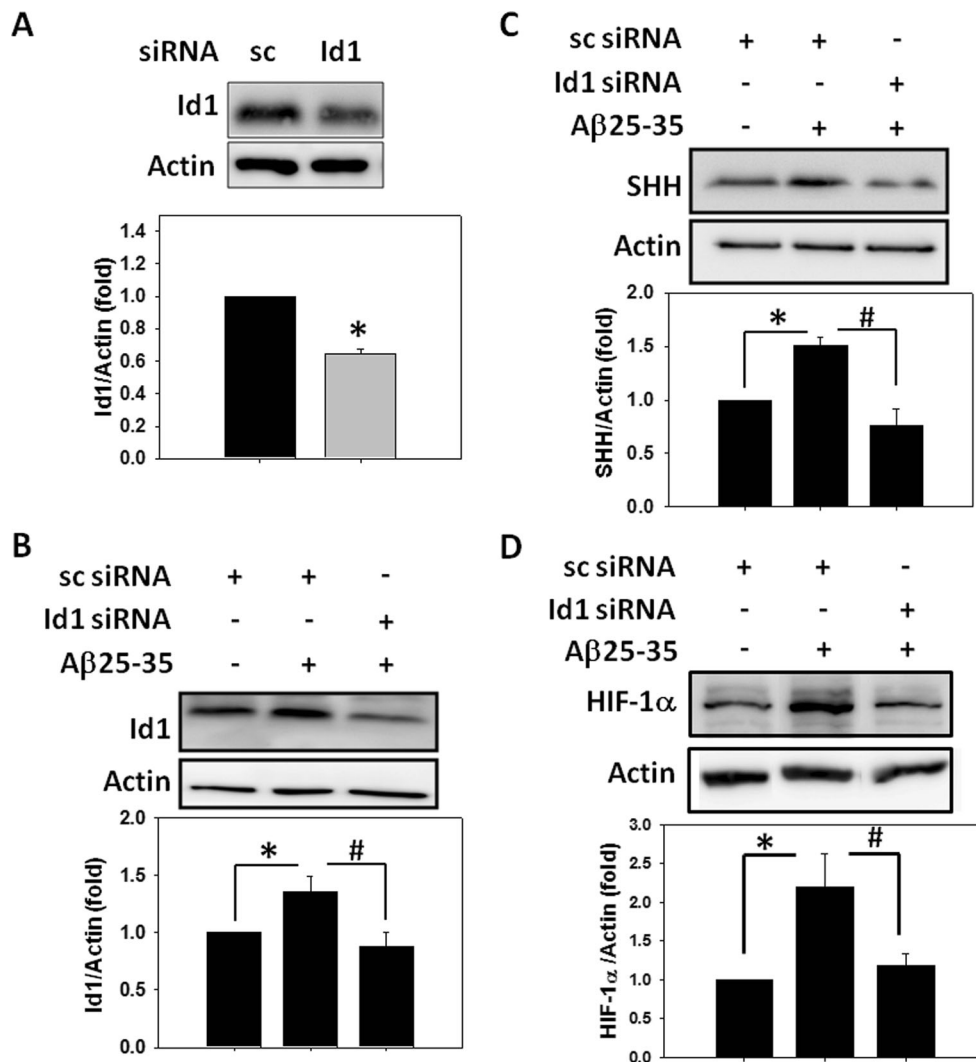 A
siRNA sc Id1
Id1
Actin
1.4
1.2
1.0
0.8
0.6
0.4
0.2
0.0
Id1/Actin (fold)
*
B
sc siRNA + + -
Id1 siRNA - - +
Aβ25-35 - + +
Id1
Actin
2.0
1.5
1.0
0.5
0.0
Id1/Actin (fold)
* #
C
sc siRNA + + -
Id1 siRNA - - +
Aβ25-35 - + +
SHH
Actin
2.0
1.5
1.0
0.5
0.0
SHH/Actin (fold)
* #
D
sc siRNA + + -
Id1 siRNA - - +
Aβ25-35 - + +
HIF-1α
Actin
3.0
2.5
2.0
1.5
1.0
0.5
0.0
HIF-1α/Actin (fold)
* #